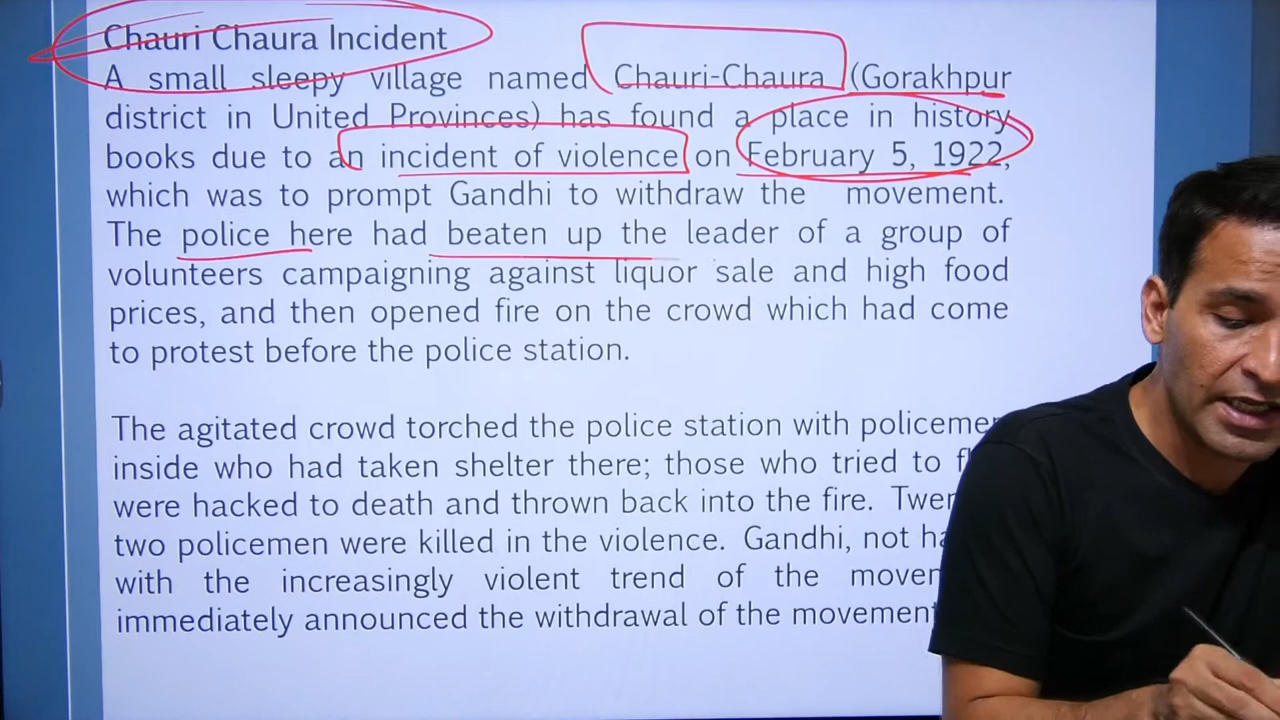 Chauri Chaura Incident
A small sleepy village named Chauri-Chaura (Gorakhpur
district in United Provinces) has found a place in history
books due to an incident of violence on February 5, 1922,
which was to prompt Gandhi to withdraw the movement.
The police here had beaten up the leader of a group of
volunteers campaigning against liquor sale and high food
prices, and then opened fire on the crowd which had come
to protest before the police station.
The agitated crowd torched the police station with
inside who had taken shelter there; those who tried to
were hacked to death and thrown back into the fire.
two policemen were killed in the violence. Gandhi, not
with the increasingly violent trend of the
immediately announced the withdrawal of the movement